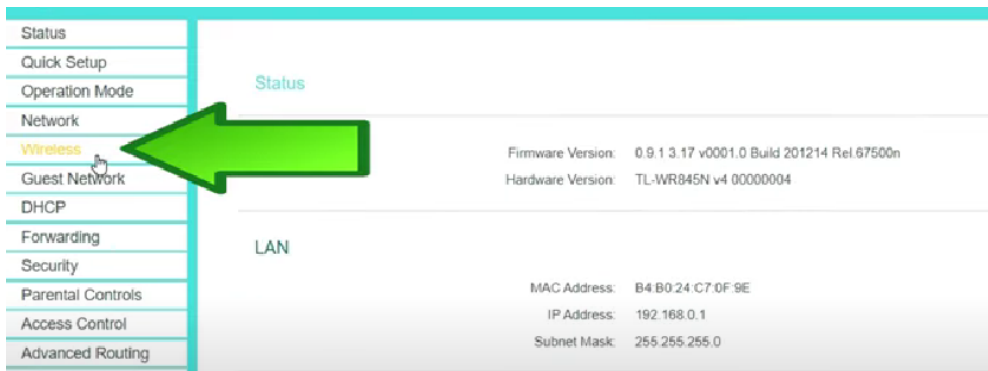 Status
Quick Setup
Operation Mode
Network
Wireless
Guest Network
DHCP
Forwarding
Security
Parental Controls
Access Control
Advanced Routing
Status
Firmware Version: 0.9.1 3.17 v0001.0 Build 201214 Rel.67500n
Hardware Version: TL-WR845N v4 00000004
LAN
MAC Address: B4:B0:24:C7:0F:9E
IP Address: 192.168.0.1
Subnet Mask: 255.255.255.0